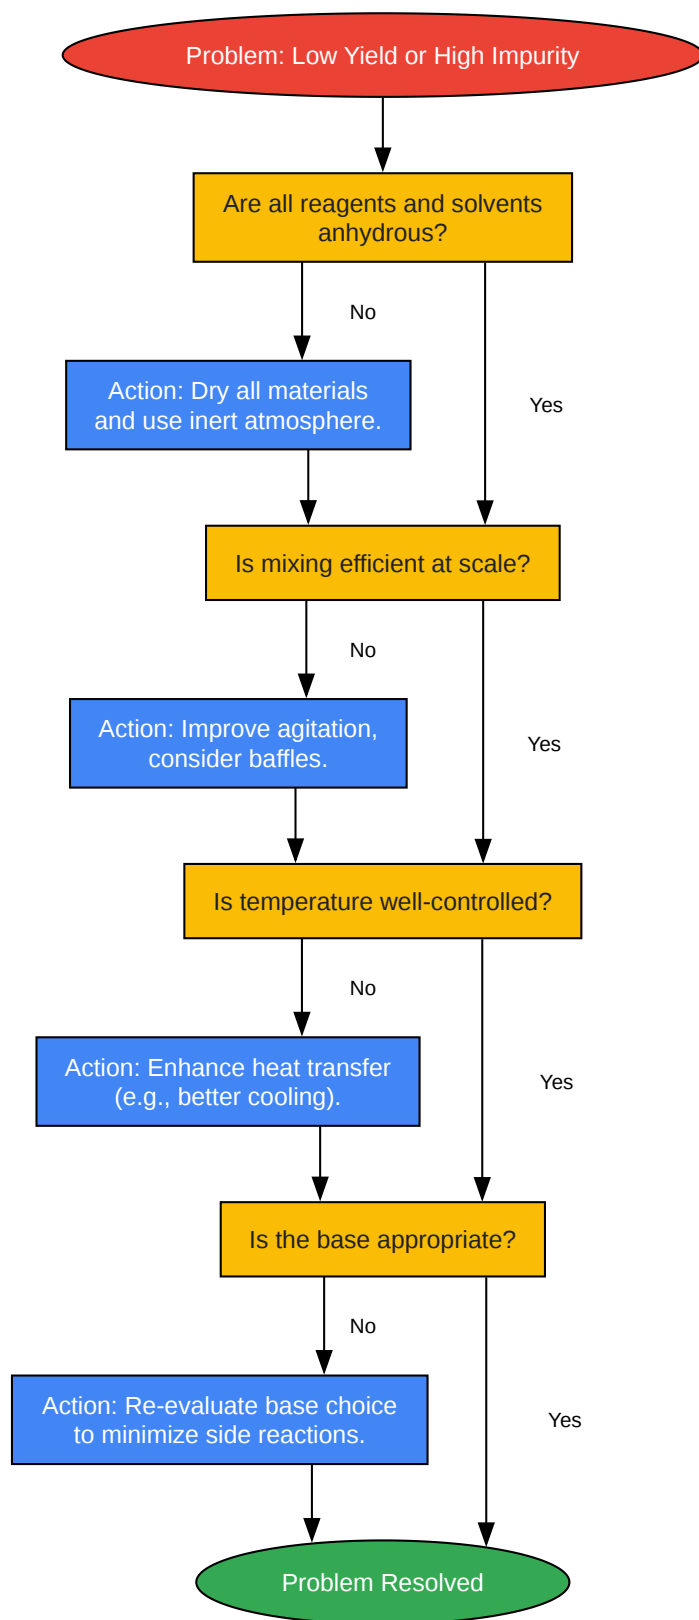 Problem: Low Yield or High Impurity
Are all reagents and solvents
anhydrous?
No
Action: Dry all materials
and use inert atmosphere.
Yes
Is mixing efficient at scale?
No
Action: Improve agitation,
consider baffles.
Yes
Is temperature well-controlled?
No
Action: Enhance heat transfer
(e.g., better cooling).
Yes
Is the base appropriate?
No
Action: Re-evaluate base choice
to minimize side reactions.
Yes
Problem Resolved